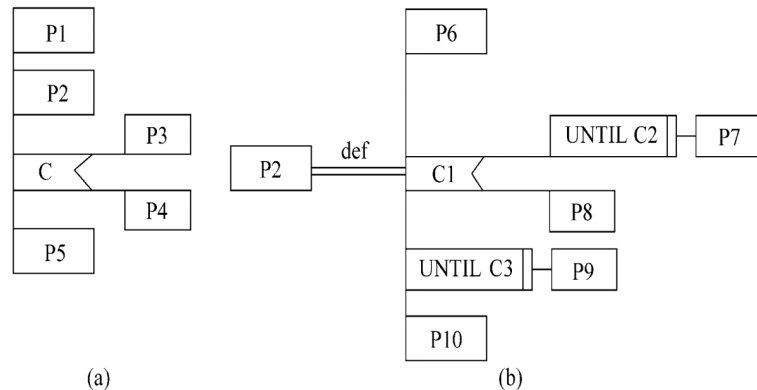 P1
P2
C
P3
P4
P5
(a)
P2
def
P6
C1
UNTIL C2
P7
P8
UNTIL C3
P9
P10
(b)